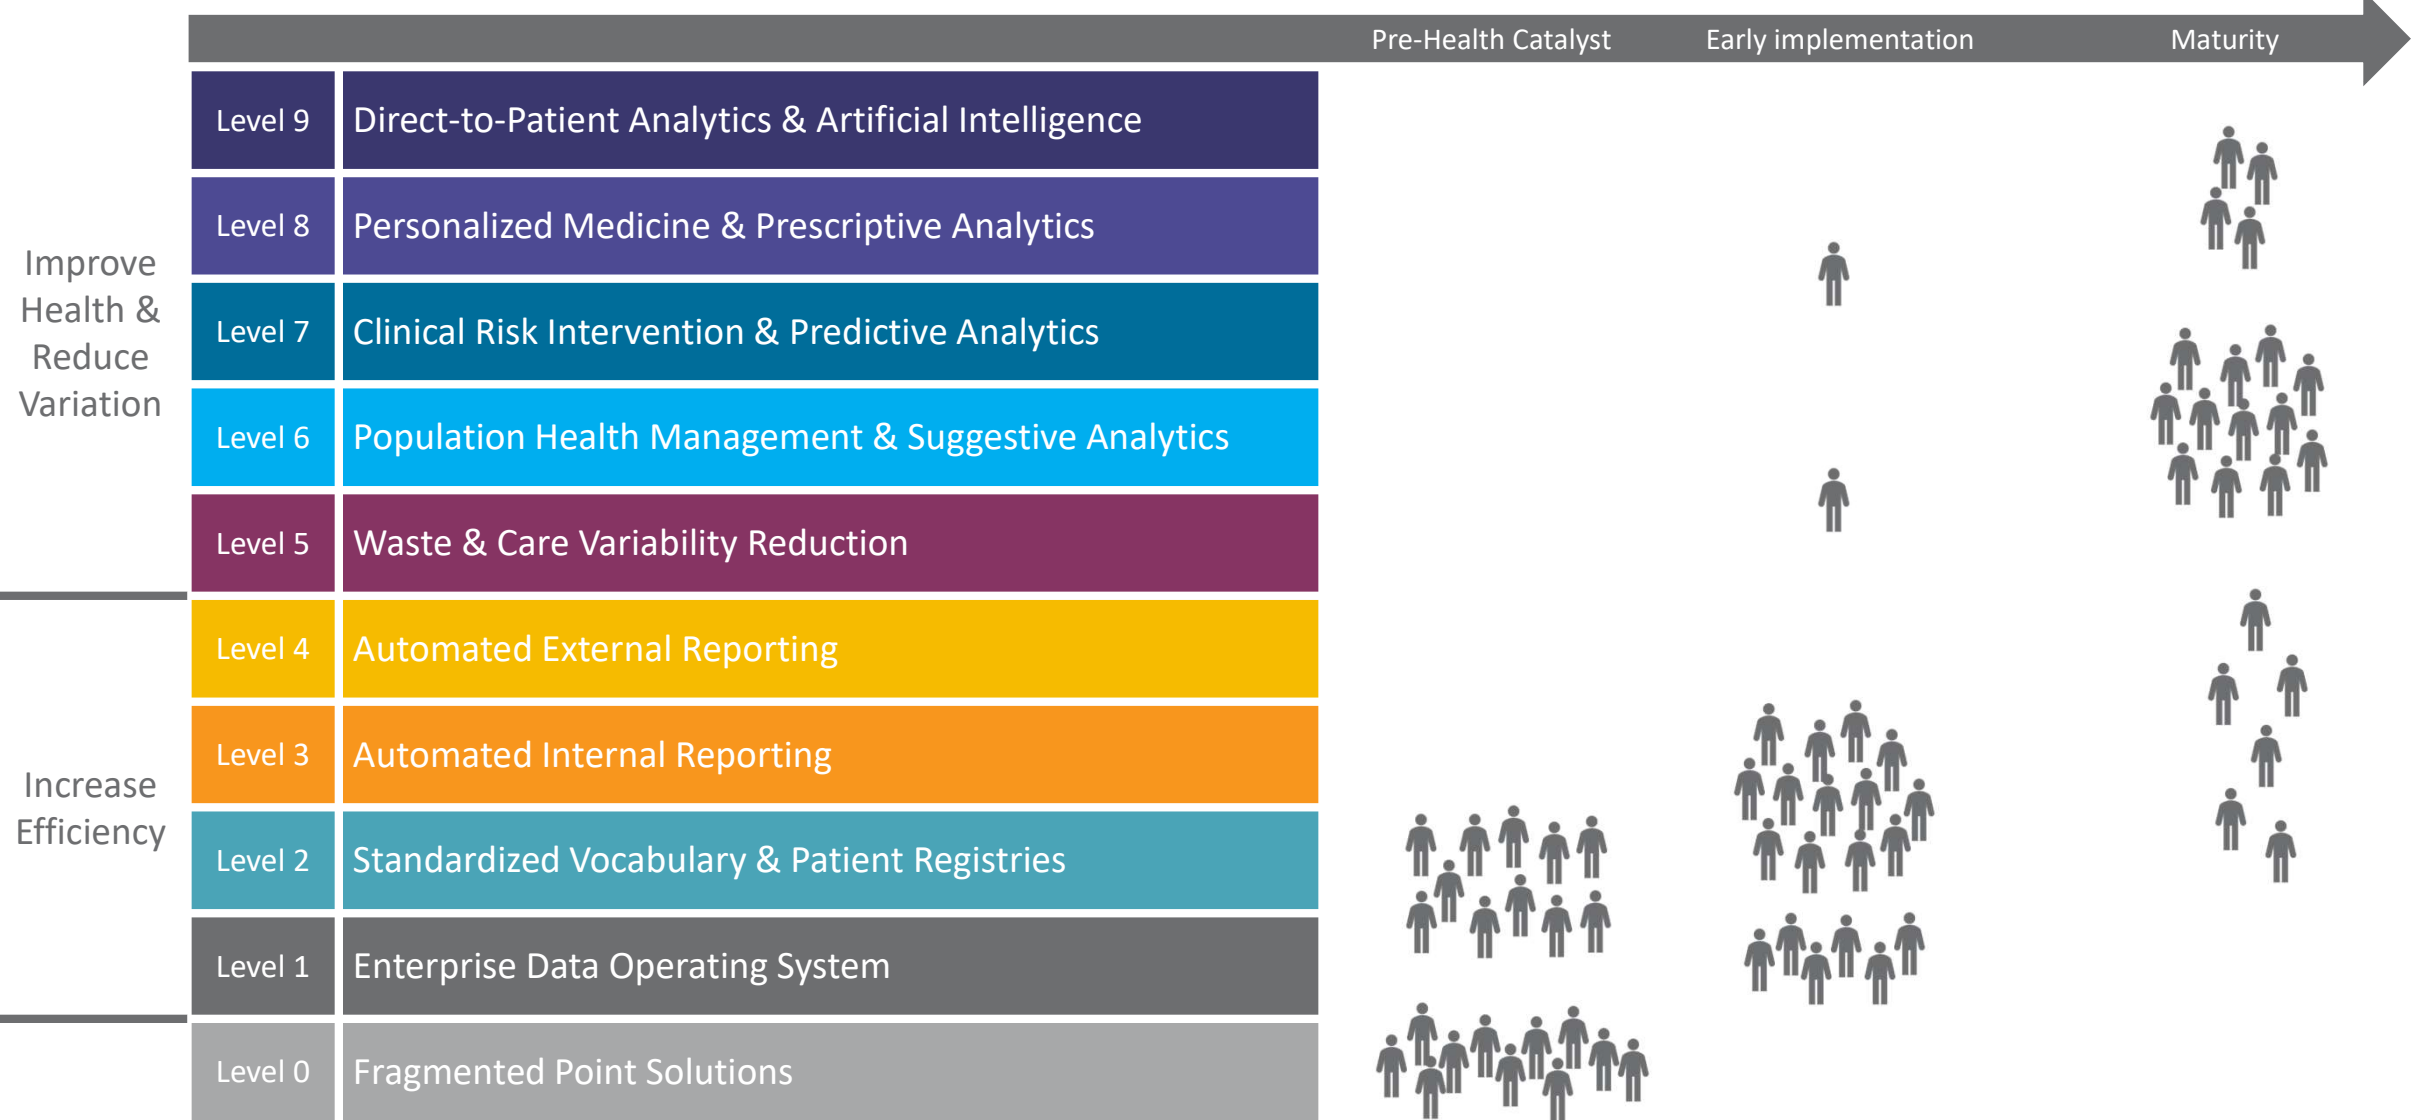 Pre-Health Catalyst Early implementation Maturity
Improve
Health &
Reduce
Variation
Level 9 Direct-to-Patient Analytics & Artificial Intelligence
Level 8 Personalized Medicine & Prescriptive Analytics
Level 7 Clinical Risk Intervention & Predictive Analytics
Level 6 Population Health Management & Suggestive Analytics
Level 5 Waste & Care Variability Reduction
Increase
Efficiency
Level 4 Automated External Reporting
Level 3 Automated Internal Reporting
Level 2 Standardized Vocabulary & Patient Registries
Level 1 Enterprise Data Operating System
Level 0 Fragmented Point Solutions